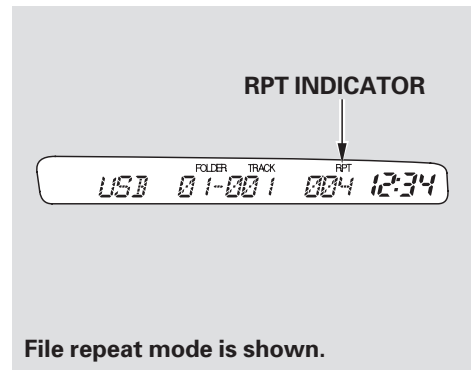 RPT INDICATOR
FOLDER TRACK RPT
USB 01-001 004 12:34
File repeat mode is shown.